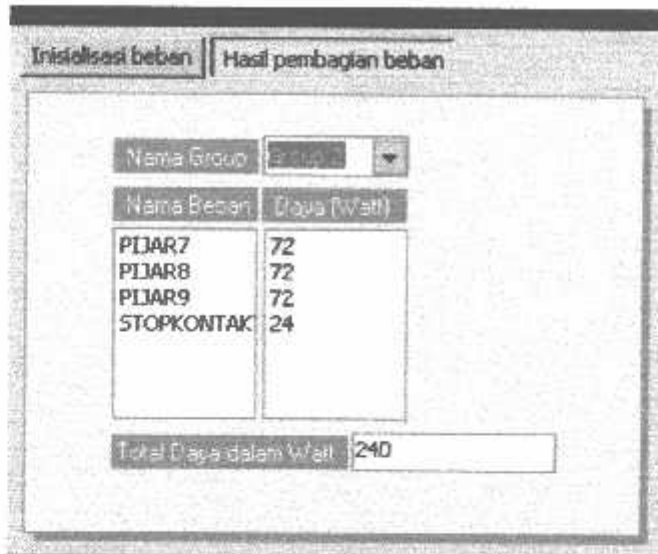 Inisialisasi beban Hasil pembagian beban
Nama Group
Nama Beban Daya (Watt)
PIJAR7 72
PIJAR8 72
PIJAR9 72
STOPKONTAK 24
Total Daya dalam Watt 240